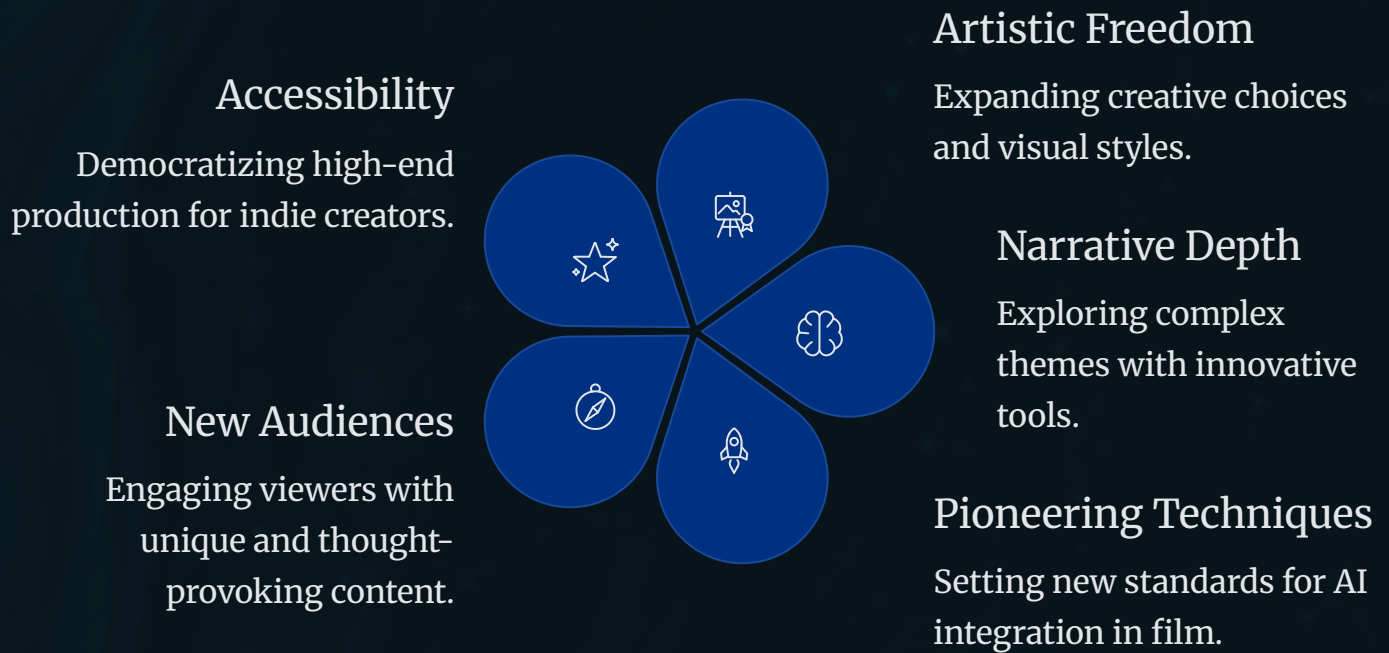 Accessibility
Democratizing high-end
production for indie creators.
Artistic Freedom
Expanding creative choices
and visual styles.
Narrative Depth
Exploring complex
themes with innovative
tools.
New Audiences
Engaging viewers with
unique and thought-
provoking content.
Pioneering Techniques
Setting new standards for AI
integration in film.